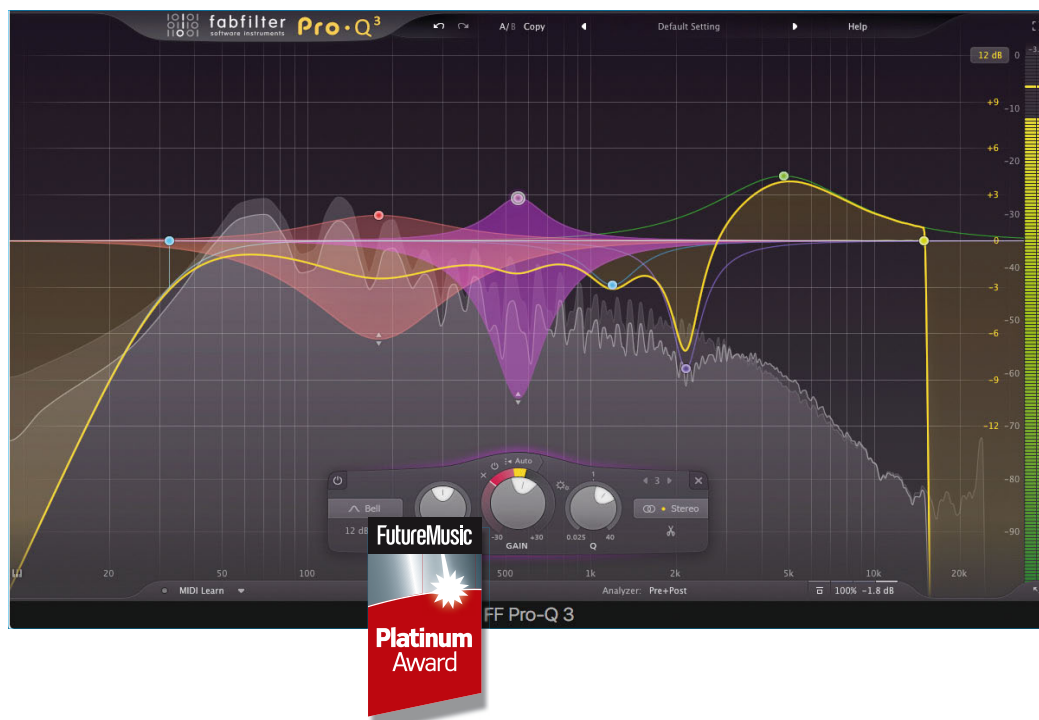 fabfilter
software instruments
Pro·Q³
A/B Copy
Default Setting
Help
12 dB 0
+9 -10
+6
-20
+3
-30
0
-40
-3
-50
-6
-60
-9
-12 -70
-80
-90
Auto
1
3
Bell
Stereo
12 dB
-30 +30
GAIN
0.025 40
Q
20 50 100 500 1k 2k 5k 10k 20k
MIDI Learn
Analyzer: Pre+Post
100% -1.8 dB
FF Pro-Q 3
FutureMusic
Platinum
Award